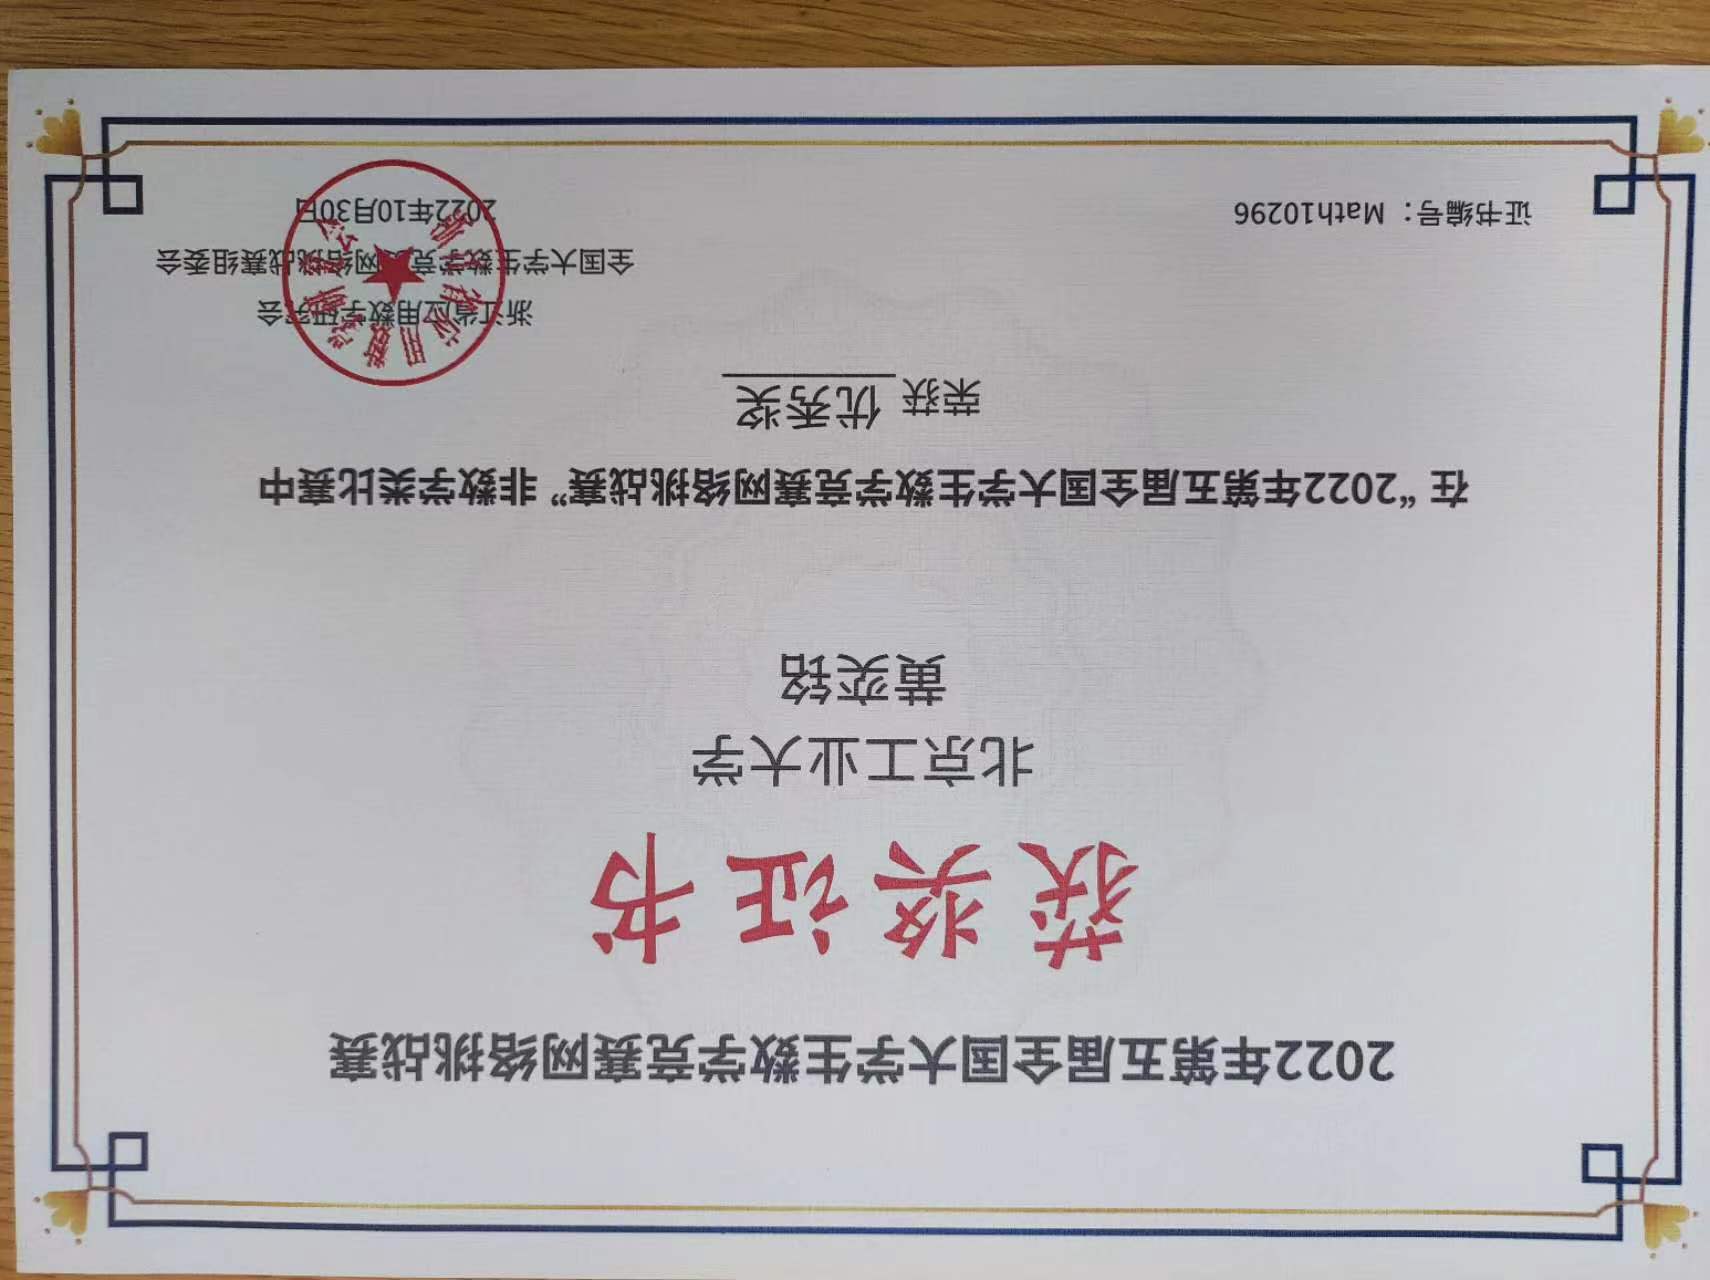 2022年第五届全国大学生数学竞赛网络挑战赛
获奖证书
北京工业大学
黄奕铭
在“2022年第五届全国大学生数学竞赛网络挑战赛”非数学类比赛中
荣获 优秀奖
浙江省应用数学研究会
全国大学生数学竞赛网络挑战赛组委会
2022年10月30日
证书编号：Math10296
浙江省应用数学研究会